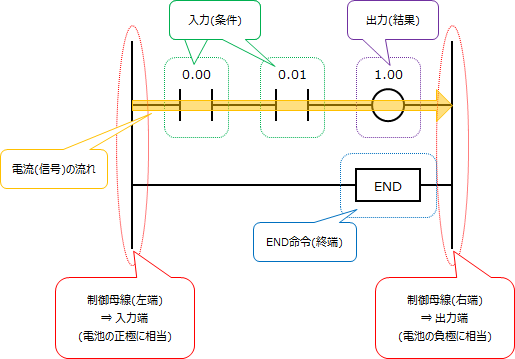 入力(条件)
出力(結果)
0.00
0.01
1.00
電流(信号)の流れ
END
END命令(終端)
制御母線(左端)
⇒ 入力端
(電池の正極に相当)
制御母線(右端)
⇒ 出力端
(電池の負極に相当)